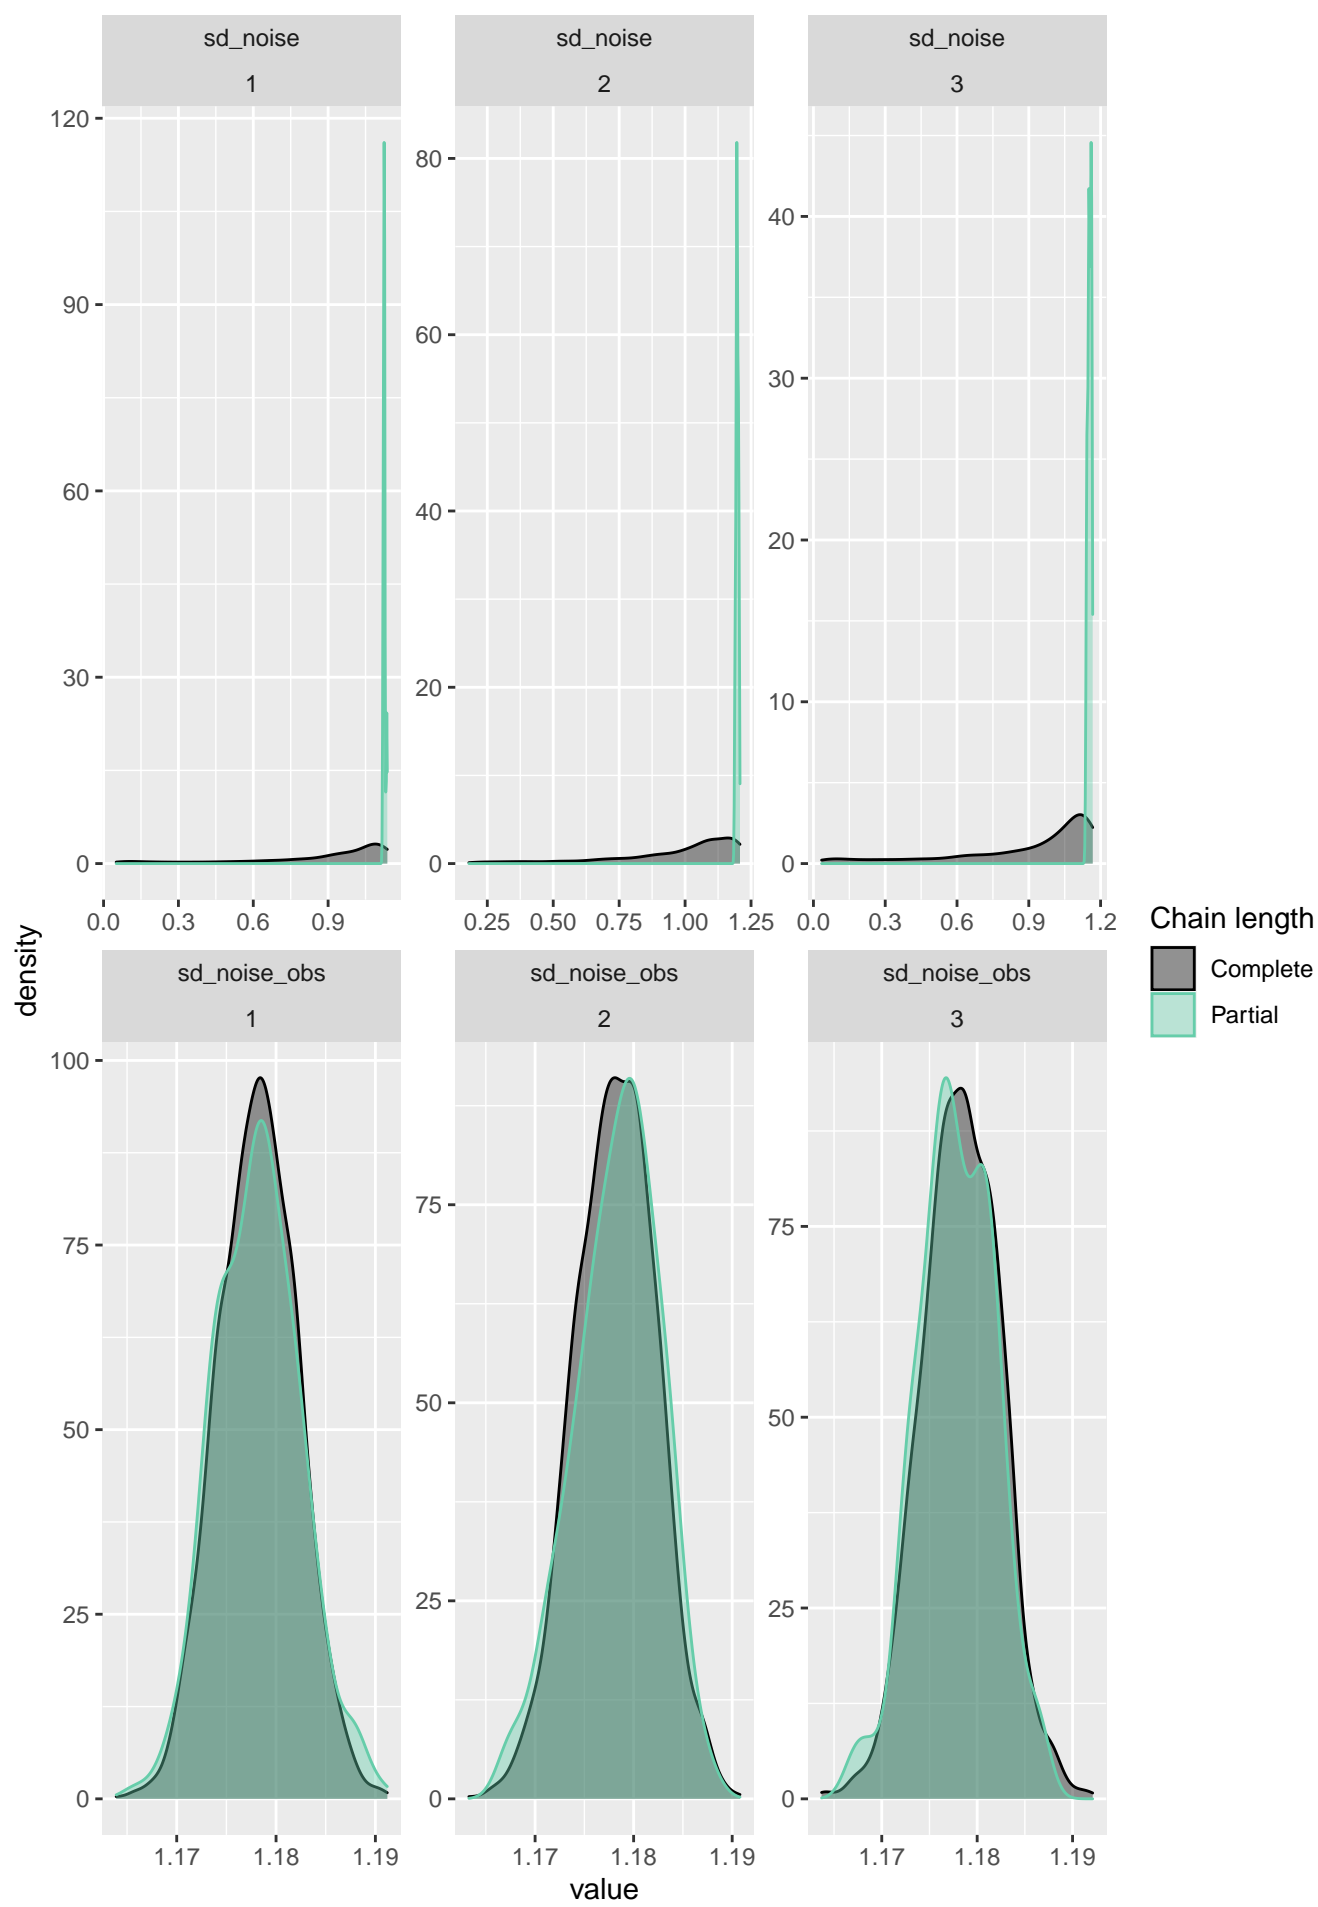 sd_noise sd_noise sd_noise
1 2 3
120
90
60
30
0
80
60
40
20
0
40
30
20
10
0
0.0 0.3 0.6 0.9
0.25 0.50 0.75 1.00 1.25
0.0 0.3 0.6 0.9 1.2
density
sd_noise_obs sd_noise_obs sd_noise_obs
1 2 3
100
75
50
25
0
75
50
25
0
75
50
25
0
1.17 1.18 1.19
1.17 1.18 1.19
1.17 1.18 1.19
value
Chain length
Complete
Partial